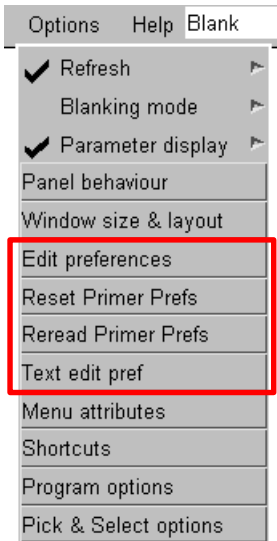 Options Help Blank
Refresh
Blanking mode
Parameter display
Panel behaviour
Window size & layout
Edit preferences
Reset Primer Prefs
Reread Primer Prefs
Text edit pref
Menu attributes
Shortcuts
Program options
Pick & Select options